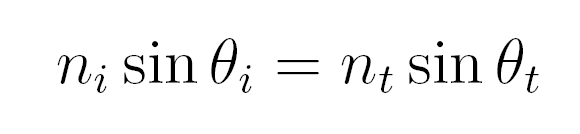 n_i sin θ_i = n_t sin θ_t